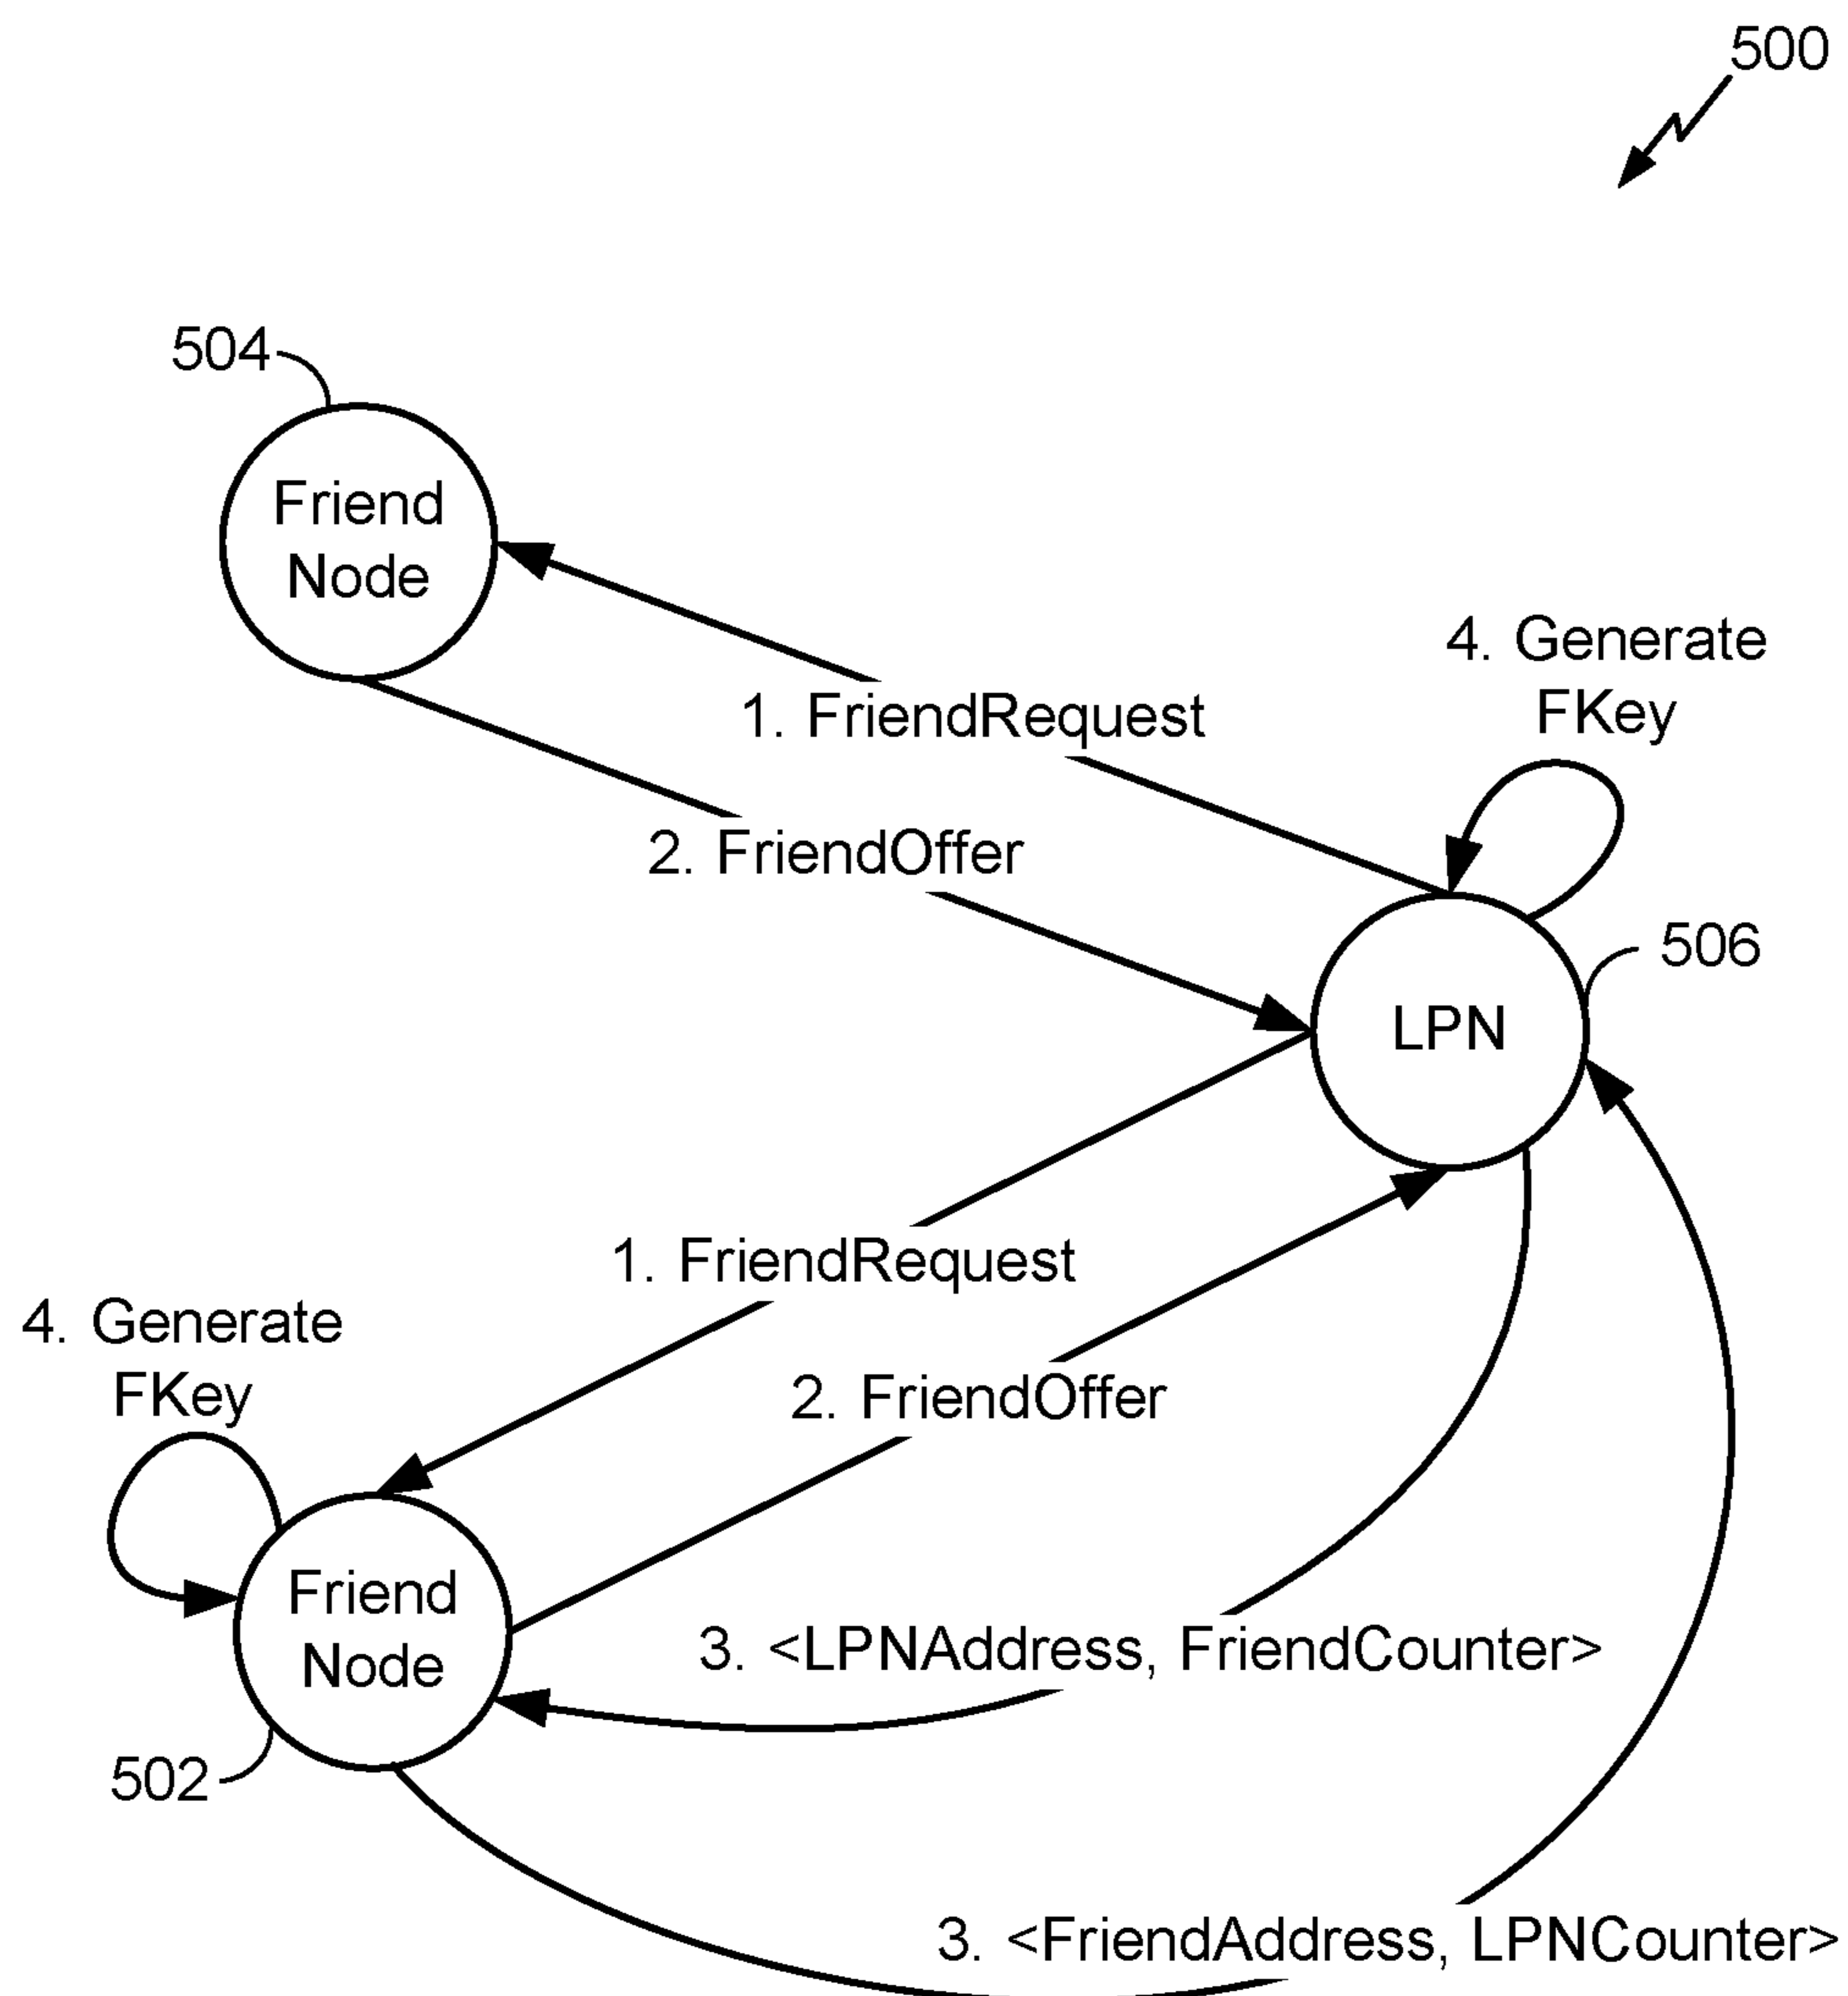 500
504
Friend
Node
4. Generate
FKey
1. FriendRequest
2. FriendOffer
506
LPN
1. FriendRequest
4. Generate
FKey
2. FriendOffer
Friend
Node
3. <LPNAddress, FriendCounter>
502
3. <FriendAddress, LPNCounter>